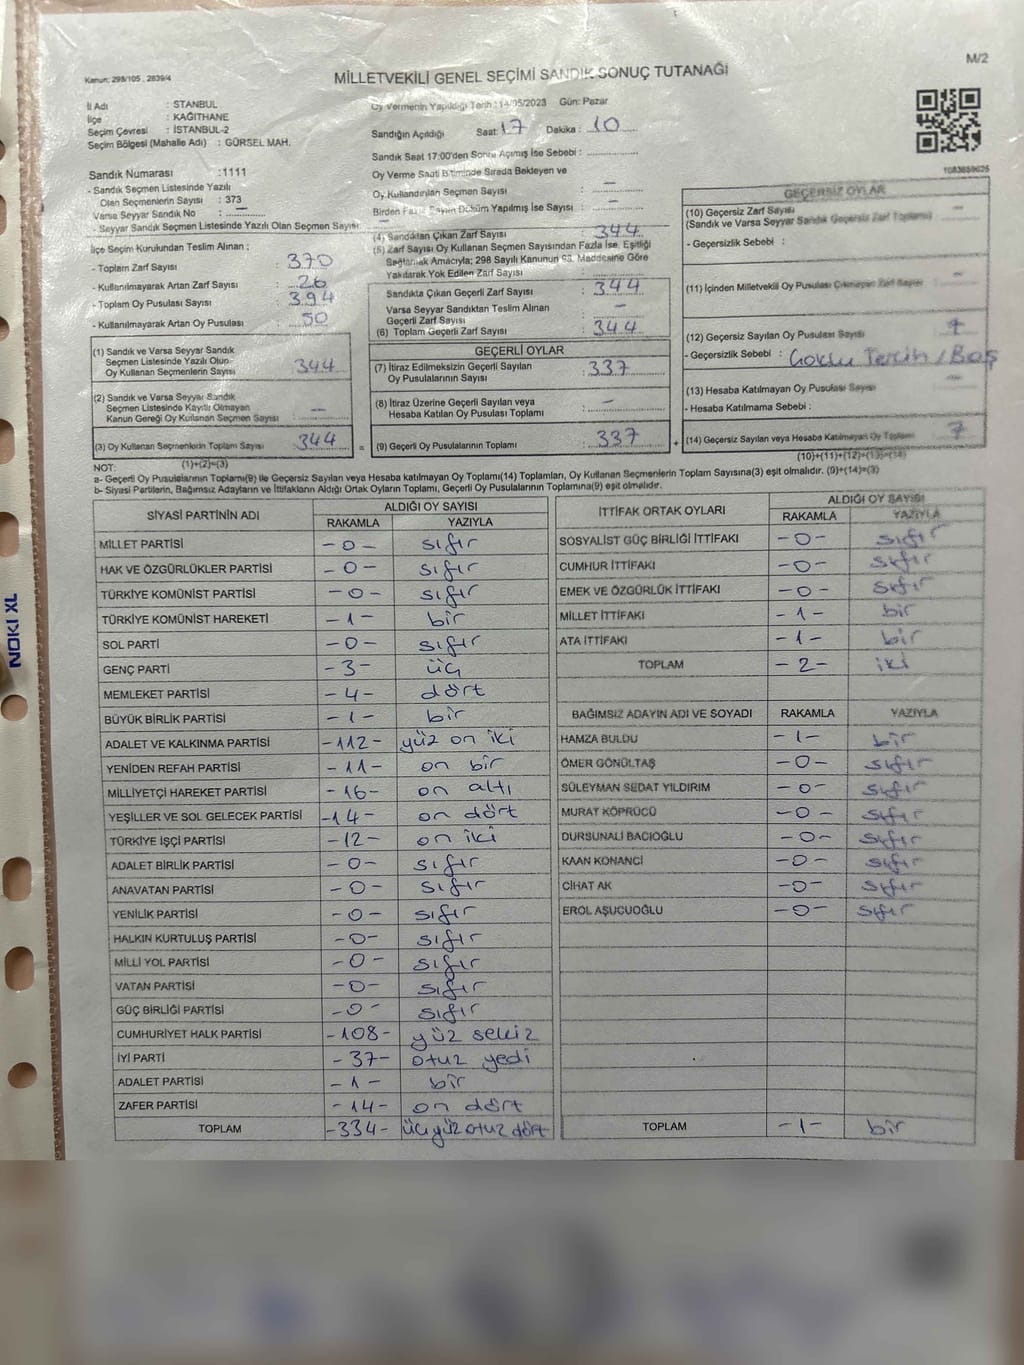 M/2
Kanun: 298/105 , 2839/4
MİLLETVEKİLİ GENEL SEÇİMİ SANDIK SONUÇ TUTANAĞI
İl Adı : STANBUL
İlçe : KAĞITHANE
Seçim Çevresi : İSTANBUL-2
Seçim Bölgesi (Mahalle Adı) : GÜRSEL MAH.
Oy Vermenin Yapıldığı Tarih : 14/05/2023 Gün: Pazar
Sandığın Açıldığı Saat: 17 Dakika : 10
Sandık Saat 17:00'den Sonra Açılmış İse Sebebi :
Oy Verme Saati Bitiminde Sırada Bekleyen ve
Oy Kullandırılan Seçmen Sayısı : –
Birden Fazla Sayım Döküm Yapılmış İse Sayısı : –
1083859625
Sandık Numarası :1111
- Sandık Seçmen Listesinde Yazılı
Olan Seçmenlerin Sayısı : 373
Varsa Seyyar Sandık No :
Seyyar Sandık Seçmen Listesinde Yazılı Olan Seçmen Sayısı: –
İlçe Seçim Kurulundan Teslim Alınan ;
- Toplam Zarf Sayısı : 370
- Kullanılmayarak Artan Zarf Sayısı : 26
- Toplam Oy Pusulası Sayısı : 394
- Kullanılmayarak Artan Oy Pusulası : 50
(1) Sandık ve Varsa Seyyar Sandık
Seçmen Listesinde Yazılı Olup
Oy Kullanan Seçmenlerin Sayısı : 344
(2) Sandık ve Varsa Seyyar Sandık
Seçmen Listesinde Kayıtlı Olmayan
Kanun Gereği Oy Kullanan Seçmen Sayısı : –
(3) Oy Kullanan Seçmenlerin Toplam Sayısı : 344
(1)+(2)=(3)
(4) Sandıktan Çıkan Zarf Sayısı : 344
(5) Zarf Sayısı Oy Kullanan Seçmen Sayısından Fazla İse, Eşitliği
Sağlamak Amacıyla; 298 Sayılı Kanunun 98. Maddesine Göre
Yakılarak Yok Edilen Zarf Sayısı :
Sandıkta Çıkan Geçerli Zarf Sayısı : 344
Varsa Seyyar Sandıktan Teslim Alınan
Geçerli Zarf Sayısı : –
(6) Toplam Geçerli Zarf Sayısı : 344
GEÇERLİ OYLAR
(7) İtiraz Edilmeksizin Geçerli Sayılan
Oy Pusulalarının Sayısı : 337
(8) İtiraz Üzerine Geçerli Sayılan veya
Hesaba Katılan Oy Pusulası Toplamı : –
(9) Geçerli Oy Pusulalarının Toplamı : 337
GEÇERSİZ OYLAR
(10) Geçersiz Zarf Sayısı : –
(Sandık ve Varsa Seyyar Sandık Geçersiz Zarf Toplamı)
- Geçersizlik Sebebi :
(11) İçinden Milletvekili Oy Pusulası Çıkmayan Zarf Sayısı –
(12) Geçersiz Sayılan Oy Pusulası Sayısı : 7
- Geçersizlik Sebebi : Çoklu Tercih / Boş
(13) Hesaba Katılmayan Oy Pusulası Sayısı –
- Hesaba Katılmama Sebebi :
(14) Geçersiz Sayılan veya Hesaba Katılmayan Oy Toplamı 7
(10)+(11)+(12)+(13)=(14)
NOT:
a- Geçerli Oy Pusulalarının Toplamı(9) ile Geçersiz Sayılan veya Hesaba katılmayan Oy Toplamı(14) Toplamları, Oy Kullanan Seçmenlerin Toplam Sayısına(3) eşit olmalıdır. (9)+(14)=(3)
b- Siyasi Partilerin, Bağımsız Adayların ve İttifakların Aldığı Ortak Oyların Toplamı, Geçerli Oy Pusulalarının Toplamına(9) eşit olmalıdır.
SİYASİ PARTİNİN ADI ALDIĞI OY SAYISI
RAKAMLA YAZIYLA
MİLLET PARTİSİ -0- sıfır
HAK VE ÖZGÜRLÜKLER PARTİSİ -0- sıfır
TÜRKİYE KOMÜNİST PARTİSİ -0- sıfır
TÜRKİYE KOMÜNİST HAREKETİ -1- bir
SOL PARTİ -0- sıfır
GENÇ PARTİ -3- üç
MEMLEKET PARTİSİ -4- dört
BÜYÜK BİRLİK PARTİSİ -1- bir
ADALET VE KALKINMA PARTİSİ -112- yüz on iki
YENİDEN REFAH PARTİSİ -11- on bir
MİLLİYETÇİ HAREKET PARTİSİ -16- on altı
YEŞİLLER VE SOL GELECEK PARTİSİ -14- on dört
TÜRKİYE İŞÇİ PARTİSİ -12- on iki
ADALET BİRLİK PARTİSİ -0- sıfır
ANAVATAN PARTİSİ -0- sıfır
YENİLİK PARTİSİ -0- sıfır
HALKIN KURTULUŞ PARTİSİ -0- sıfır
MİLLİ YOL PARTİSİ -0- sıfır
VATAN PARTİSİ -0- sıfır
GÜÇ BİRLİĞİ PARTİSİ -0- sıfır
CUMHURİYET HALK PARTİSİ -108- yüz sekiz
İYİ PARTİ -37- otuz yedi
ADALET PARTİSİ -1- bir
ZAFER PARTİSİ -14- on dört
TOPLAM -334- üçyüz otuz dört
İTTİFAK ORTAK OYLARI ALDIĞI OY SAYISI
RAKAMLA YAZIYLA
SOSYALİST GÜÇ BİRLİĞİ İTTİFAKI -0- sıfır
CUMHUR İTTİFAKI -0- sıfır
EMEK VE ÖZGÜRLÜK İTTİFAKI -0- sıfır
MİLLET İTTİFAKI -1- bir
ATA İTTİFAKI -1- bir
TOPLAM -2- iki
BAĞIMSIZ ADAYIN ADI VE SOYADI RAKAMLA YAZIYLA
HAMZA BULDU -1- bir
ÖMER GÖNÜLTAŞ -0- sıfır
SÜLEYMAN SEDAT YILDIRIM -0- sıfır
MURAT KÖPRÜCÜ -0- sıfır
DURSUNALİ BACIOĞLU -0- sıfır
KAAN KONANCİ -0- sıfır
CİHAT AK -0- sıfır
EROL AŞUCUOĞLU -0- sıfır
TOPLAM -1- bir
NOKI XL